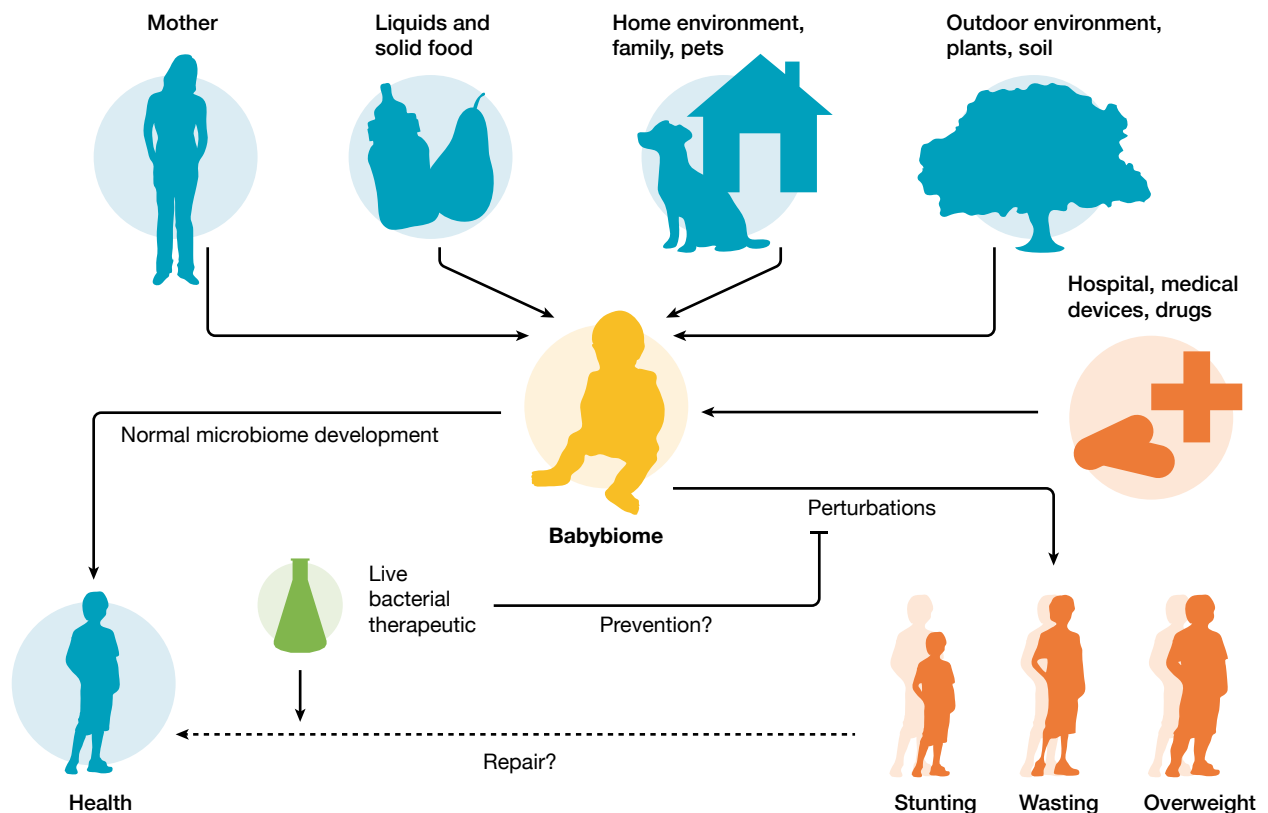 Mother
Liquids and
solid food
Home environment,
family, pets
Outdoor environment,
plants, soil
Hospital, medical
devices, drugs
Normal microbiome development
Babybiome
Perturbations
Live
bacterial
therapeutic
Prevention?
Repair?
Health
Stunting
Wasting
Overweight